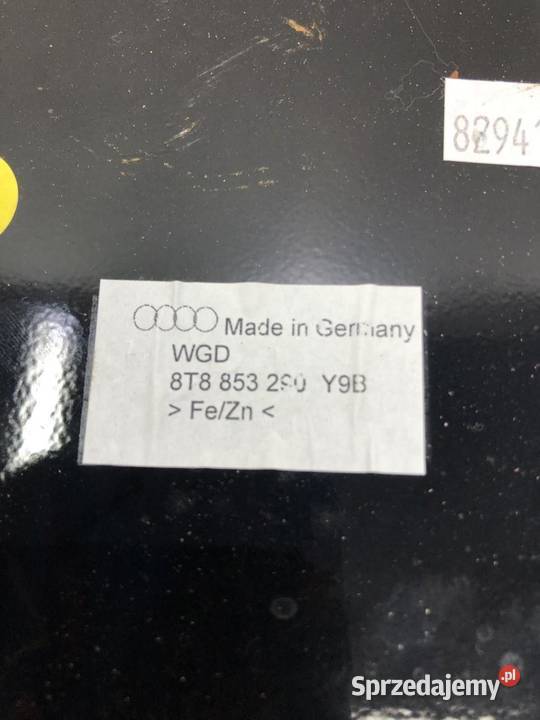 8294
Made in Germany
WGD
8T8 853 290 Y9B
> Fe/Zn <
Sprzedajemy.pl